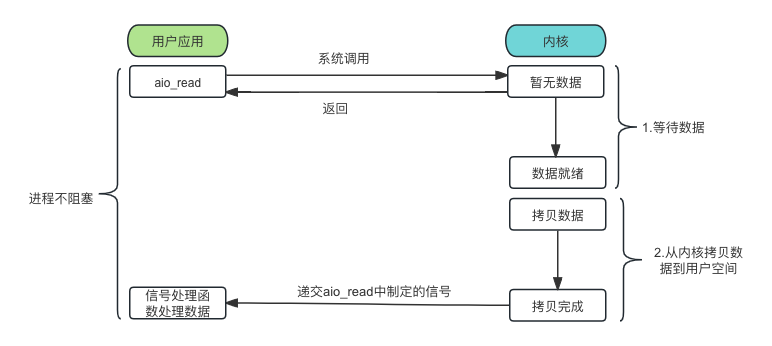 用户应用
内核
系统调用
aio_read
暂无数据
返回
1.等待数据
数据就绪
进程不阻塞
拷贝数据
2.从内核拷贝数
据到用户空间
信号处理函
数处理数据
递交aio_read中制定的信号
拷贝完成